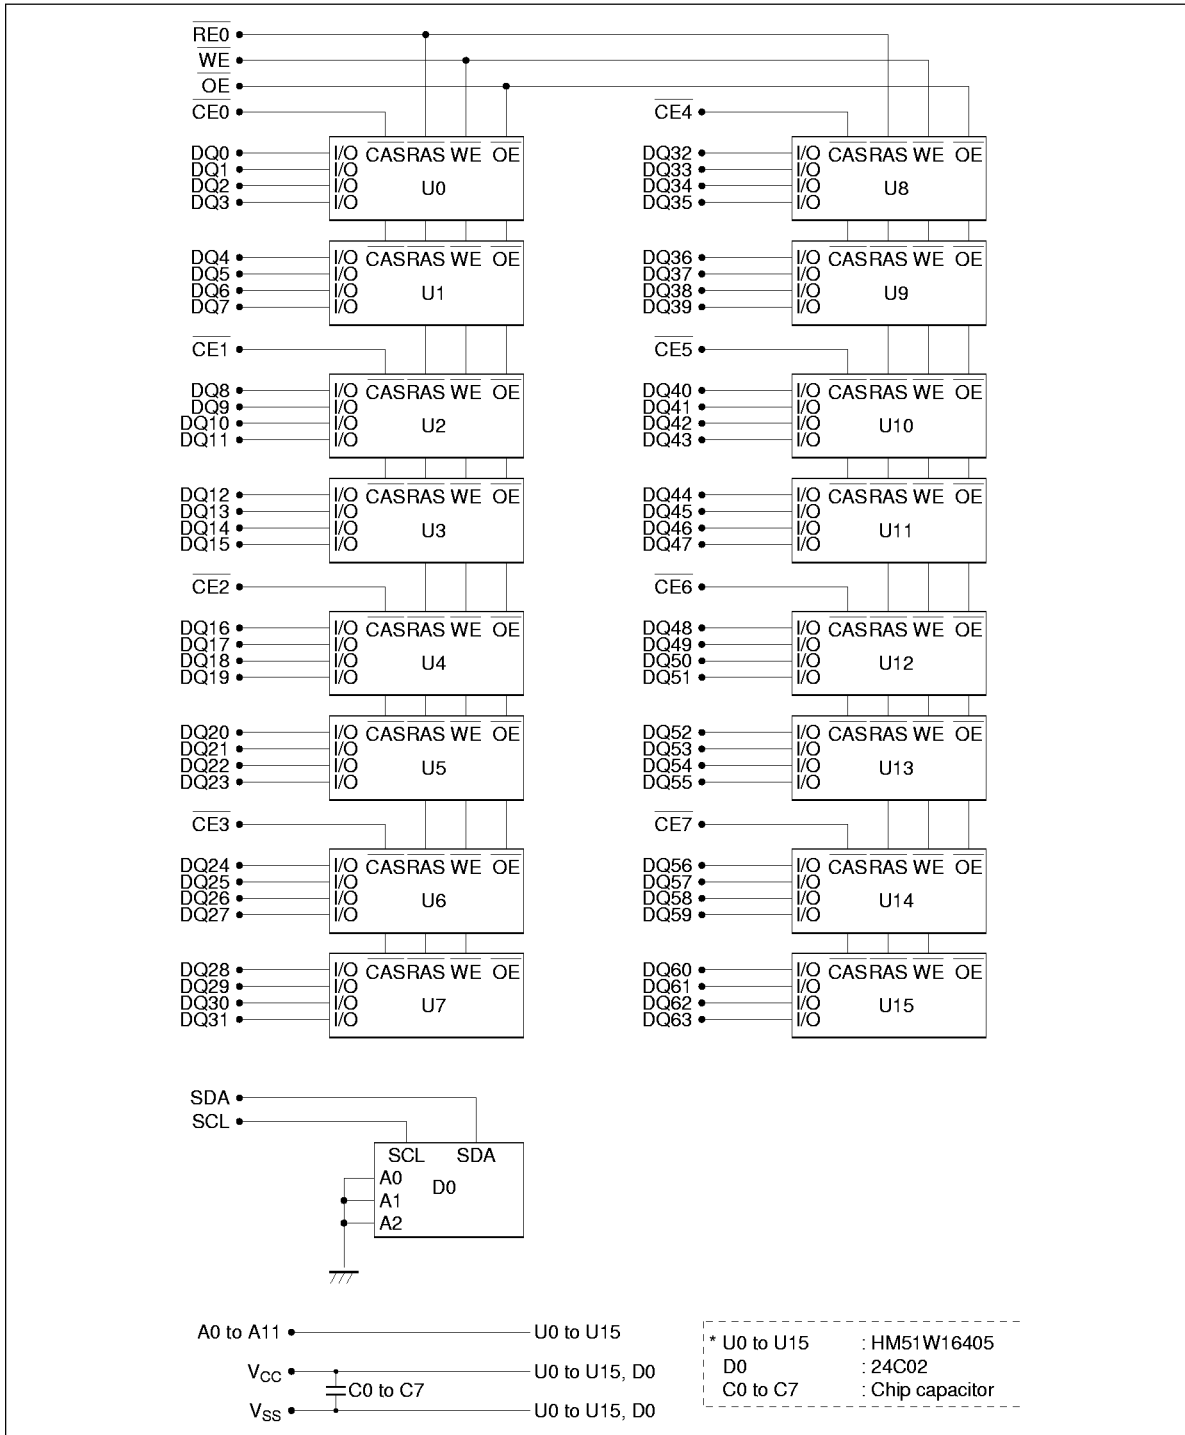 RE0
WE
OE
CE0
CE4
DQ0 I/O CAS RAS WE OE
DQ1 I/O
DQ2 I/O U0
DQ3 I/O
DQ32 I/O CAS RAS WE OE
DQ33 I/O
DQ34 I/O U8
DQ35 I/O
DQ4 I/O CAS RAS WE OE
DQ5 I/O
DQ6 I/O U1
DQ7 I/O
DQ36 I/O CAS RAS WE OE
DQ37 I/O
DQ38 I/O U9
DQ39 I/O
CE1
CE5
DQ8 I/O CAS RAS WE OE
DQ9 I/O
DQ10 I/O U2
DQ11 I/O
DQ40 I/O CAS RAS WE OE
DQ41 I/O
DQ42 I/O U10
DQ43 I/O
DQ12 I/O CAS RAS WE OE
DQ13 I/O
DQ14 I/O U3
DQ15 I/O
DQ44 I/O CAS RAS WE OE
DQ45 I/O
DQ46 I/O U11
DQ47 I/O
CE2
CE6
DQ16 I/O CAS RAS WE OE
DQ17 I/O
DQ18 I/O U4
DQ19 I/O
DQ48 I/O CAS RAS WE OE
DQ49 I/O
DQ50 I/O U12
DQ51 I/O
DQ20 I/O CAS RAS WE OE
DQ21 I/O
DQ22 I/O U5
DQ23 I/O
DQ52 I/O CAS RAS WE OE
DQ53 I/O
DQ54 I/O U13
DQ55 I/O
CE3
CE7
DQ24 I/O CAS RAS WE OE
DQ25 I/O
DQ26 I/O U6
DQ27 I/O
DQ56 I/O CAS RAS WE OE
DQ57 I/O
DQ58 I/O U14
DQ59 I/O
DQ28 I/O CAS RAS WE OE
DQ29 I/O
DQ30 I/O U7
DQ31 I/O
DQ60 I/O CAS RAS WE OE
DQ61 I/O
DQ62 I/O U15
DQ63 I/O
SDA
SCL
SCL SDA
A0
D0
A1
A2
A0 to A11 U0 to U15
VCC U0 to U15, D0
C0 to C7
VSS U0 to U15, D0
* U0 to U15 : HM51W16405
D0 : 24C02
C0 to C7 : Chip capacitor